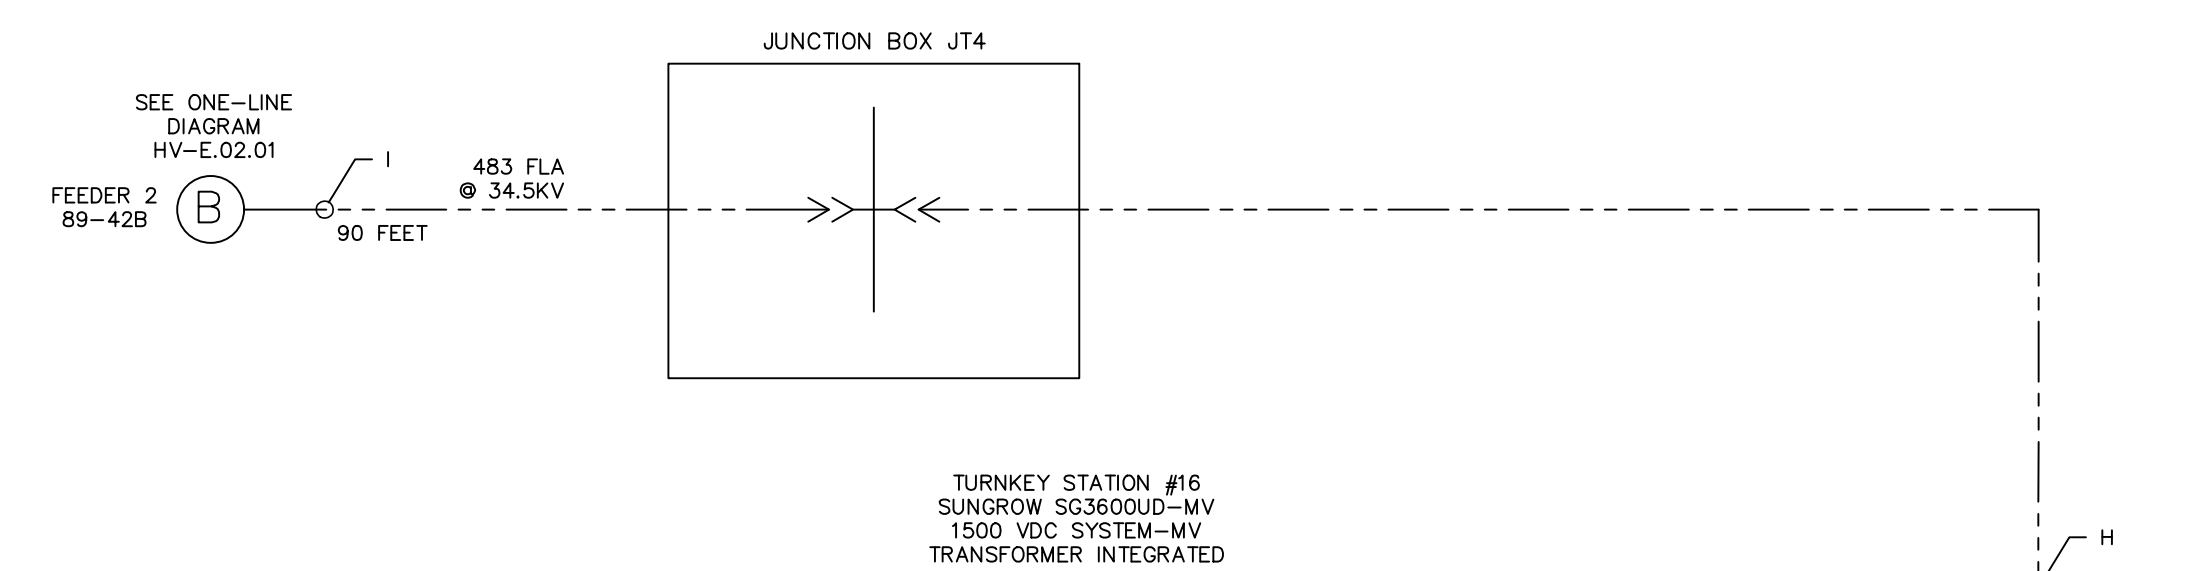 JUNCTION BOX JT4
SEE ONE-LINE
DIAGRAM
HV-E.02.01
I
483 FLA
@ 34.5KV
FEEDER 2
89-42B
B
90 FEET
TURNKEY STATION #16
SUNGROW SG3600UD-MV
1500 VDC SYSTEM-MV
TRANSFORMER INTEGRATED
H